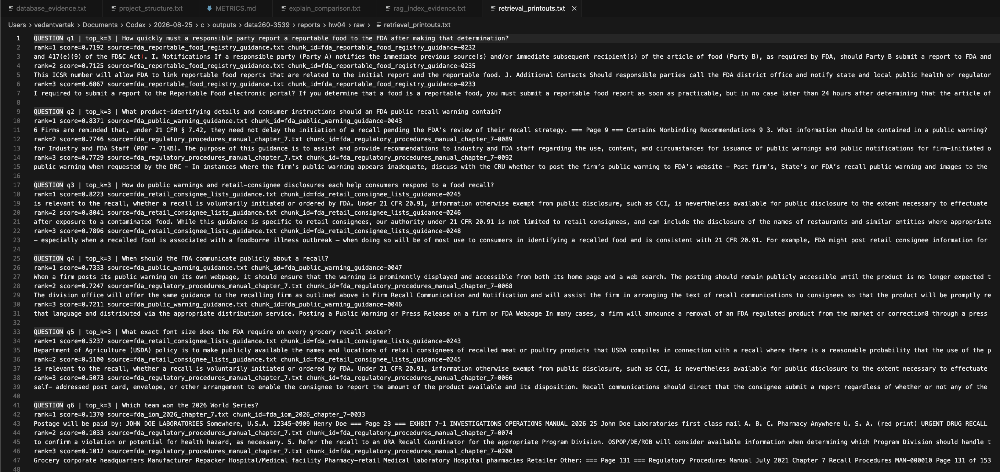 database_evidence.txt project_structure.txt METRICS.md explain_comparison.txt rag_index_evidence.txt retrieval_printouts.txt
Users > vedantvartak > Documents > Codex > 2026-08-25 > c > outputs > data260-3539 > reports > hw04 > raw > retrieval_printouts.txt
1 QUESTION q1 | top_k=3 | How quickly must a responsible party report a reportable food to the FDA after making that determination?
2 rank=1 score=0.7192 source=fda_reportable_food_registry_guidance.txt chunk_id=fda_reportable_food_registry_guidance-0232
3 and 417(e)(9) of the FD&C Act). I. Notifications If a responsible party (Party A) notifies the immediate previous source(s) and/or immediate subsequent recipient(s) of the article of food (Party B), as required by FDA, should Party B submit a report to FDA and
4 rank=2 score=0.7125 source=fda_reportable_food_registry_guidance.txt chunk_id=fda_reportable_food_registry_guidance-0235
5 This ICSR number will allow FDA to link reportable food reports that are related to the initial report and the reportable food. J. Additional Contacts Should responsible parties call the FDA district office and notify state and local public health or regulator
6 rank=3 score=0.6867 source=fda_reportable_food_registry_guidance.txt chunk_id=fda_reportable_food_registry_guidance-0233
7 I required to submit a report to the Reportable Food electronic portal? If you determine that a food is a reportable food, you must submit a reportable food report as soon as practicable, but in no case later than 24 hours after determining that the article of
8
9 QUESTION q2 | top_k=3 | What product-identifying details and consumer instructions should an FDA public recall warning contain?
10 rank=1 score=0.8371 source=fda_public_warning_guidance.txt chunk_id=fda_public_warning_guidance-0043
11 6 Firms are reminded that, under 21 CFR § 7.42, they need not delay the initiation of a recall pending the FDA’s review of their recall strategy. === Page 9 === Contains Nonbinding Recommendations 9 3. What information should be contained in a public warning?
12 rank=2 score=0.7746 source=fda_regulatory_procedures_manual_chapter_7.txt chunk_id=fda_regulatory_procedures_manual_chapter_7-0089
13 for Industry and FDA Staff (PDF - 71KB). The purpose of this guidance is to assist and provide recommendations to industry and FDA staff regarding the use, content, and circumstances for issuance of public warnings and public notifications for firm-initiated o
14 rank=3 score=0.7729 source=fda_regulatory_procedures_manual_chapter_7.txt chunk_id=fda_regulatory_procedures_manual_chapter_7-0092
15 public warning when requested by the DRC – In instances where the firm’s public warning appears inadequate, discuss with the CRU whether to post the firm’s public warning to FDA’s website – Post firm’s, State’s or FDA’s recall public warning and images to the
16
17 QUESTION q3 | top_k=3 | How do public warnings and retail-consignee disclosures each help consumers respond to a food recall?
18 rank=1 score=0.8223 source=fda_retail_consignee_lists_guidance.txt chunk_id=fda_retail_consignee_lists_guidance-0245
19 is relevant to the recall, whether a recall is voluntarily initiated or ordered by FDA. Under 21 CFR 20.91, information otherwise exempt from public disclosure, such as CCI, is nevertheless available for public disclosure to the extent necessary to effectuate
20 rank=2 score=0.8041 source=fda_retail_consignee_lists_guidance.txt chunk_id=fda_retail_consignee_lists_guidance-0246
21 after exposure to a contaminated food. While this guidance is specific to retail consignees, our authority under 21 CFR 20.91 is not limited to retail consignees, and can include the disclosure of the names of restaurants and similar entities where appropriate
22 rank=3 score=0.7896 source=fda_retail_consignee_lists_guidance.txt chunk_id=fda_retail_consignee_lists_guidance-0248
23 – especially when a recalled food is associated with a foodborne illness outbreak – when doing so will be of most use to consumers in identifying a recalled food and is consistent with 21 CFR 20.91. For example, FDA might post retail consignee information for
24
25 QUESTION q4 | top_k=3 | When should the FDA communicate publicly about a recall?
26 rank=1 score=0.7333 source=fda_public_warning_guidance.txt chunk_id=fda_public_warning_guidance-0047
27 When a firm posts its public warning on its own webpage, it should ensure that the warning is prominently displayed and accessible from both its home page and a web search. The posting should remain publicly accessible until the product is no longer expected t
28 rank=2 score=0.7247 source=fda_regulatory_procedures_manual_chapter_7.txt chunk_id=fda_regulatory_procedures_manual_chapter_7-0068
29 The division office will offer the same guidance to the recalling firm as outlined above in Firm Recall Communication and Notification and will assist the firm in arranging the text of recall communications to consignees so that the product will be promptly re
30 rank=3 score=0.7211 source=fda_public_warning_guidance.txt chunk_id=fda_public_warning_guidance-0046
31 that language and distributed via the appropriate distribution service. Posting a Public Warning or Press Release on a firm or FDA Webpage In many cases, a firm will announce a removal of an FDA regulated product from the market or correction8 through a press
32
33 QUESTION q5 | top_k=3 | What exact font size does the FDA require on every grocery recall poster?
34 rank=1 score=0.5237 source=fda_retail_consignee_lists_guidance.txt chunk_id=fda_retail_consignee_lists_guidance-0243
35 Department of Agriculture (USDA) policy is to make publicly available the names and locations of retail consignees of recalled meat or poultry products that USDA compiles in connection with a recall where there is a reasonable probability that the use of the p
36 rank=2 score=0.5100 source=fda_retail_consignee_lists_guidance.txt chunk_id=fda_retail_consignee_lists_guidance-0245
37 is relevant to the recall, whether a recall is voluntarily initiated or ordered by FDA. Under 21 CFR 20.91, information otherwise exempt from public disclosure, such as CCI, is nevertheless available for public disclosure to the extent necessary to effectuate
38 rank=3 score=0.5073 source=fda_regulatory_procedures_manual_chapter_7.txt chunk_id=fda_regulatory_procedures_manual_chapter_7-0066
39 self- addressed post card, envelope, or other arrangement to enable the consignee to report the amount of the product available and its disposition. Recall communications should direct that the consignee submit a report regardless of whether or not any of the
40
41 QUESTION q6 | top_k=3 | Which team won the 2026 World Series?
42 rank=1 score=0.1370 source=fda_iom_2026_chapter_7.txt chunk_id=fda_iom_2026_chapter_7-0033
43 Postage will be paid by: JOHN DOE LABORATORIES Somewhere, U.S.A. 12345-0909 Henry Doe === Page 23 === EXHBIT 7-1 INVESTIGATIONS OPERATIONS MANUAL 2026 25 John Doe Laboratories first class mail A. B. C. Pharmacy Anywhere U. S. A. (red print) URGENT DRUG RECALL
44 rank=2 score=0.1033 source=fda_regulatory_procedures_manual_chapter_7.txt chunk_id=fda_regulatory_procedures_manual_chapter_7-0074
45 to confirm a violation or potential for health hazard, as necessary. 5. Refer the recall to an ORA Recall Coordinator for the appropriate Program Division. OSPOP/DE/ROB will consider available information when determining which Program Division should handle t
46 rank=3 score=0.1012 source=fda_regulatory_procedures_manual_chapter_7.txt chunk_id=fda_regulatory_procedures_manual_chapter_7-0200
47 Grocery corporate headquarters Manufacturer Repacker Hospital/Medical facility Pharmacy-retail Medical laboratory Hospital pharmacies Retailer Other: === Page 131 === Regulatory Procedures Manual July 2021 Chapter 7 Recall Procedures MAN-000010 Page 131 of 153
48